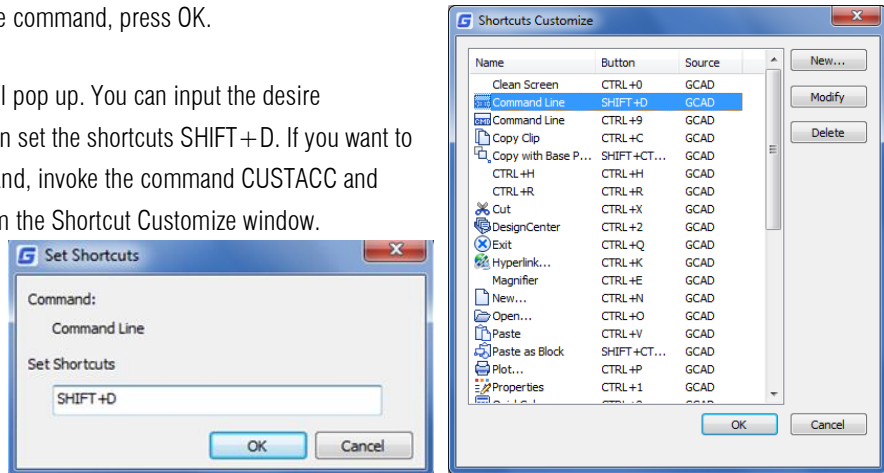 e command, press OK.
l pop up. You can input the desire
n set the shortcuts SHIFT+D. If you want to
and, invoke the command CUSTACC and
m the Shortcut Customize window.
Set Shortcuts
Command:
Command Line
Set Shortcuts
SHIFT+D
OK Cancel
Shortcuts Customize
Name Button Source
Clean Screen CTRL+0 GCAD
Command Line SHIFT+D GCAD
Command Line CTRL+9 GCAD
Copy Clip CTRL+C GCAD
Copy with Base P... SHIFT+CT... GCAD
CTRL+H CTRL+H GCAD
CTRL+R CTRL+R GCAD
Cut CTRL+X GCAD
DesignCenter CTRL+2 GCAD
Exit CTRL+Q GCAD
Hyperlink... CTRL+K GCAD
Magnifier CTRL+E GCAD
New... CTRL+N GCAD
Open... CTRL+O GCAD
Paste CTRL+V GCAD
Paste as Block SHIFT+CT... GCAD
Plot... CTRL+P GCAD
Properties CTRL+1 GCAD
New...
Modify
Delete
OK Cancel